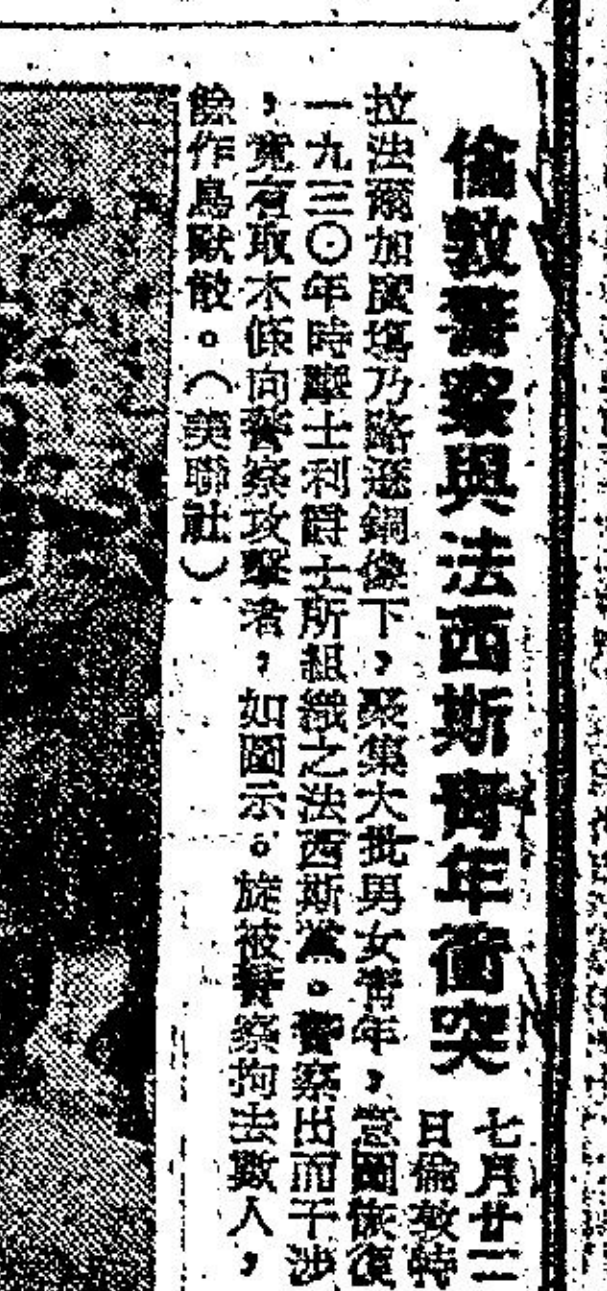 倫敦警察與法西斯青年衝突
七月廿二
日倫敦特
拉法爾加廣塲乃路遜銅像下，聚集大批男女青年，意圖恢復
一九三〇年時摩士利爵士所組織之法西斯黨。警察出而干涉
，竟有取木條向警察攻擊者，如圖示。旋被警察拘去數人，
餘作鳥獸散。（美聯社）